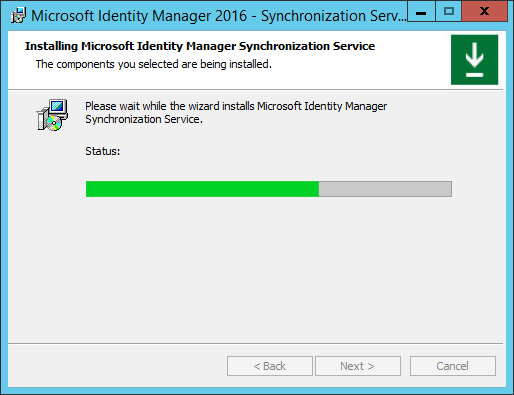 Microsoft Identity Manager 2016 - Synchronization Serv...
Installing Microsoft Identity Manager Synchronization Service
The components you selected are being installed.
Please wait while the wizard installs Microsoft Identity Manager
Synchronization Service.
Status:
< Back Next > Cancel